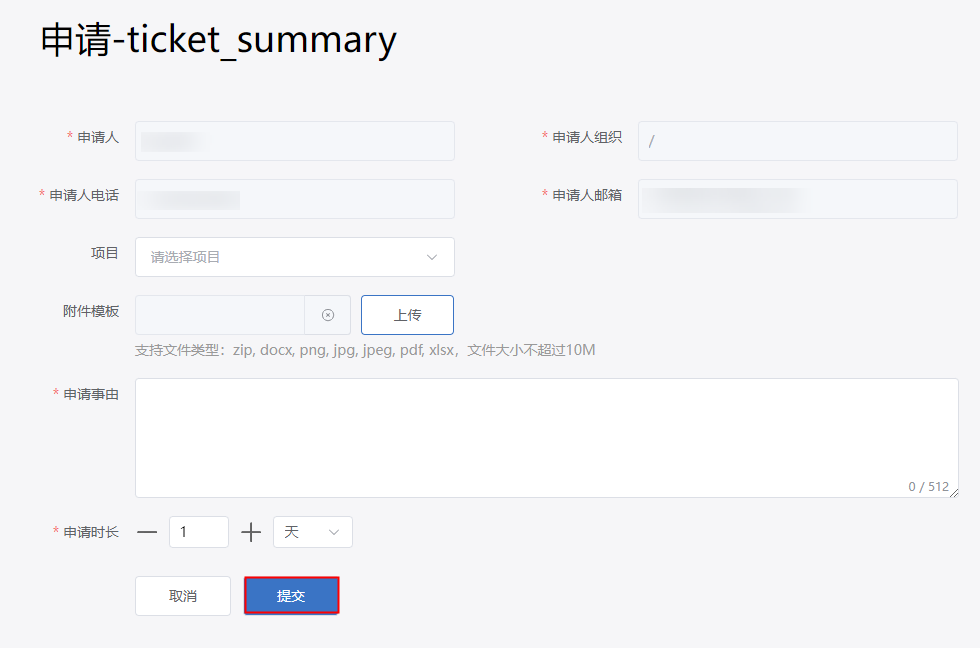 申请-ticket_summary
* 申请人
* 申请人组织 /
* 申请人电话
* 申请人邮箱
项目 请选择项目
附件模板 上传
支持文件类型：zip, docx, png, jpg, jpeg, pdf, xlsx，文件大小不超过10M
* 申请事由
0 / 512
* 申请时长 1 天
取消 提交